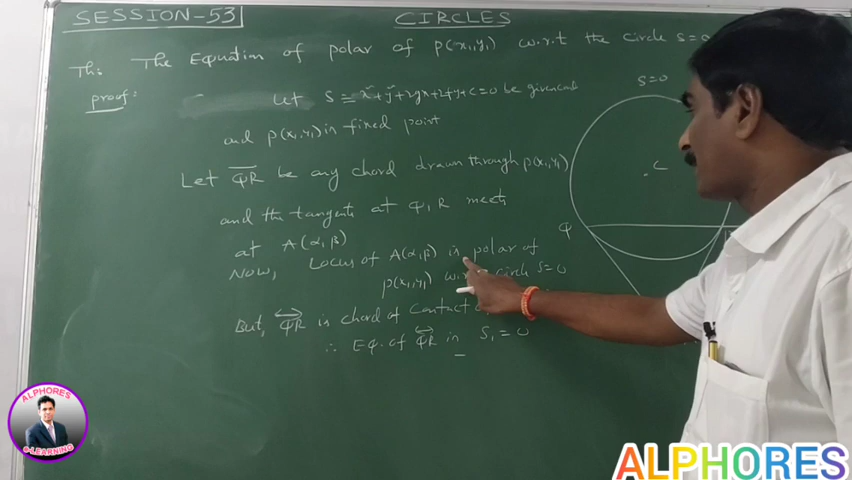 SESSION-53
CIRCLES
Th: The Equation of polar of P(x₁,y₁) w.r.t the circle S=0
proof:
Let S ≡ x²+y²+2gx+2fy+c=0 be given
and P(x₁,y₁) is fixed point
Let QR be any chord drawn through P(x₁,y₁)
and the tangents at Q, R meet
at A(α,β)
Now, Locus of A(α,β) is polar of
P(x₁,y₁) circle S=0
But, QR is chord of contact
∴ Eq. of QR is S₁=0
S=0
C
Q
ALPHORES
e-LEARNING
ALPHORES